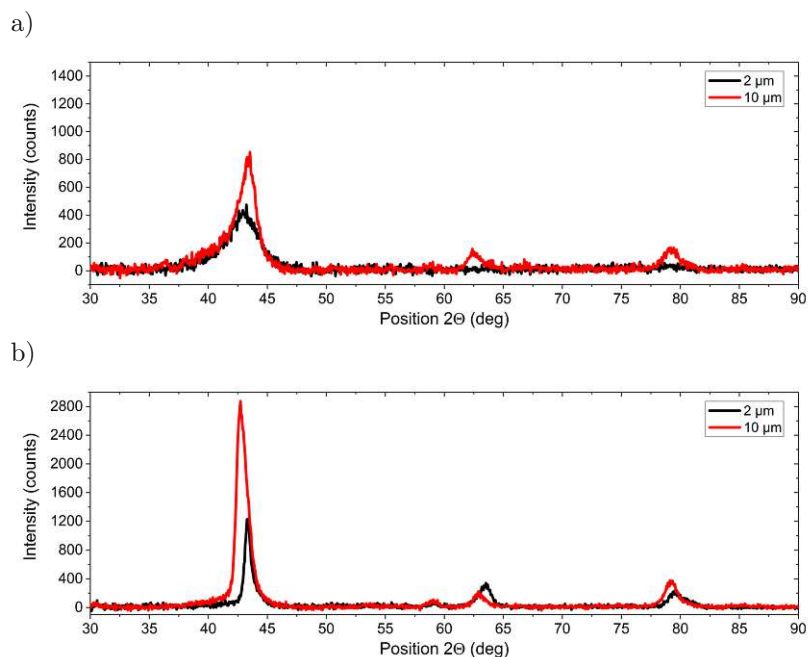 a)
1400
1200
1000
800
600
400
200
0
Intensity (counts)
2 µm
10 µm
30 35 40 45 50 55 60 65 70 75 80 85 90
Position 2Θ (deg)
b)
2800
2400
2000
1600
1200
800
400
0
Intensity (counts)
2 µm
10 µm
30 35 40 45 50 55 60 65 70 75 80 85 90
Position 2Θ (deg)